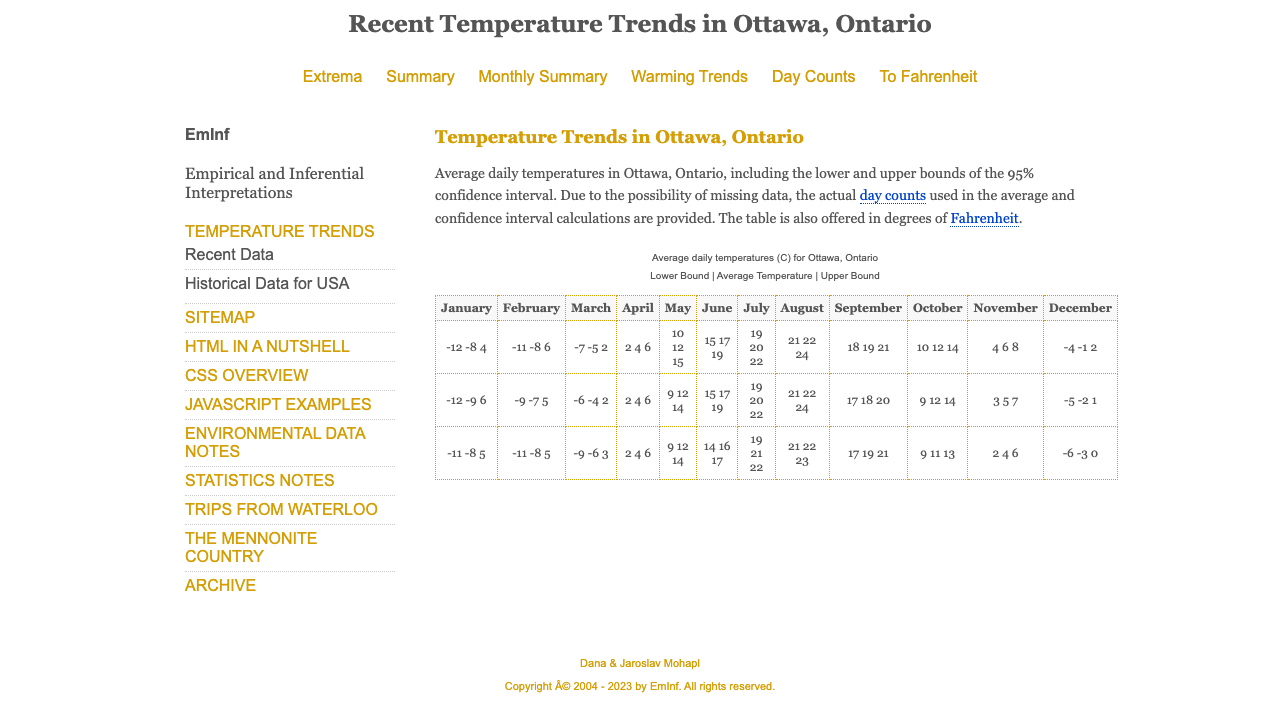 Recent Temperature Trends in Ottawa, Ontario
Extrema Summary Monthly Summary Warming Trends Day Counts To Fahrenheit
EmInf
Empirical and Inferential
Interpretations
TEMPERATURE TRENDS
Recent Data
Historical Data for USA
SITEMAP
HTML IN A NUTSHELL
CSS OVERVIEW
JAVASCRIPT EXAMPLES
ENVIRONMENTAL DATA
NOTES
STATISTICS NOTES
TRIPS FROM WATERLOO
THE MENNONITE
COUNTRY
ARCHIVE
Temperature Trends in Ottawa, Ontario
Average daily temperatures in Ottawa, Ontario, including the lower and upper bounds of the 95%
confidence interval. Due to the possibility of missing data, the actual day counts used in the average and
confidence interval calculations are provided. The table is also offered in degrees of Fahrenheit.
Average daily temperatures (C) for Ottawa, Ontario
Lower Bound | Average Temperature | Upper Bound
January February March April May June July August September October November December
-12 -8 4 -11 -8 6 -7 -5 2 2 4 6 10 12 15 15 17 19 19 20 22 21 22 24 18 19 21 10 12 14 4 6 8 -4 -1 2
-12 -9 6 -9 -7 5 -6 -4 2 2 4 6 9 12 14 15 17 19 19 20 22 21 22 24 17 18 20 9 12 14 3 5 7 -5 -2 1
-11 -8 5 -11 -8 5 -9 -6 3 2 4 6 9 12 14 14 16 17 19 21 22 21 22 23 17 19 21 9 11 13 2 4 6 -6 -3 0
Dana & Jaroslav Mohapl
Copyright Â© 2004 - 2023 by EmInf. All rights reserved.